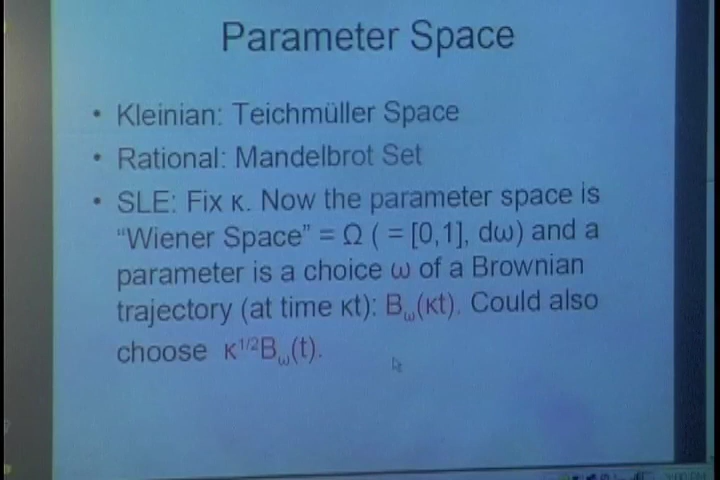 Parameter Space
• Kleinian: Teichmüller Space
• Rational: Mandelbrot Set
• SLE: Fix κ. Now the parameter space is
“Wiener Space” = Ω ( = [0,1], dω) and a
parameter is a choice ω of a Brownian
trajectory (at time κt): Bω(κt). Could also
choose κ1/2Bω(t).